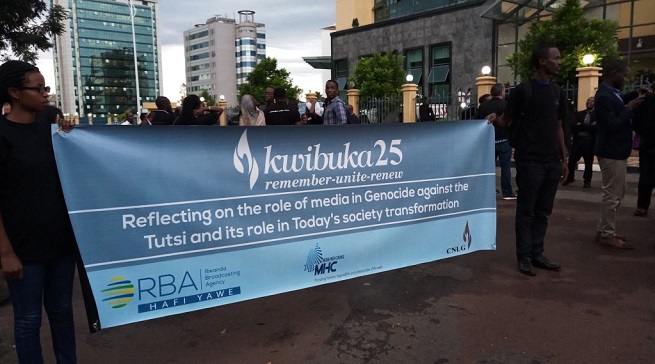 kwibuka25
remember-unite-renew
Reflecting on the role of media in Genocide against the
Tutsi and its role in Today's society transformation
RBA
Rwanda
Broadcasting
Agency
HAFI YAWE
MHC
CNLG